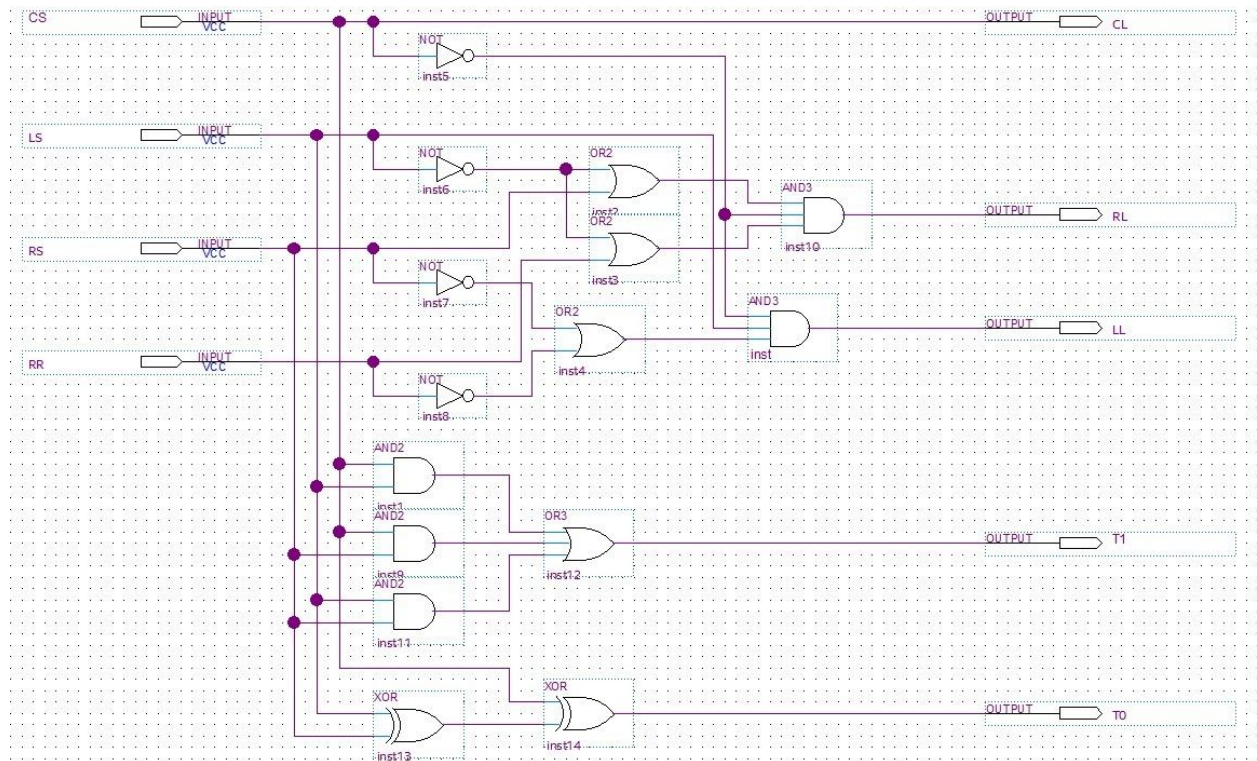 CS INPUT VCC OUTPUT CL
NOT
inst5
LS INPUT VCC
NOT
inst6
OR2
inst2
AND3
inst10
OUTPUT RL
OR2
inst3
RS INPUT VCC
NOT
inst7
OR2
inst4
AND3
inst
OUTPUT LL
RR INPUT VCC
NOT
inst8
AND2
inst1
AND2
inst9
OR3
inst12
OUTPUT T1
AND2
inst11
XOR
inst13
XOR
inst14
OUTPUT T0